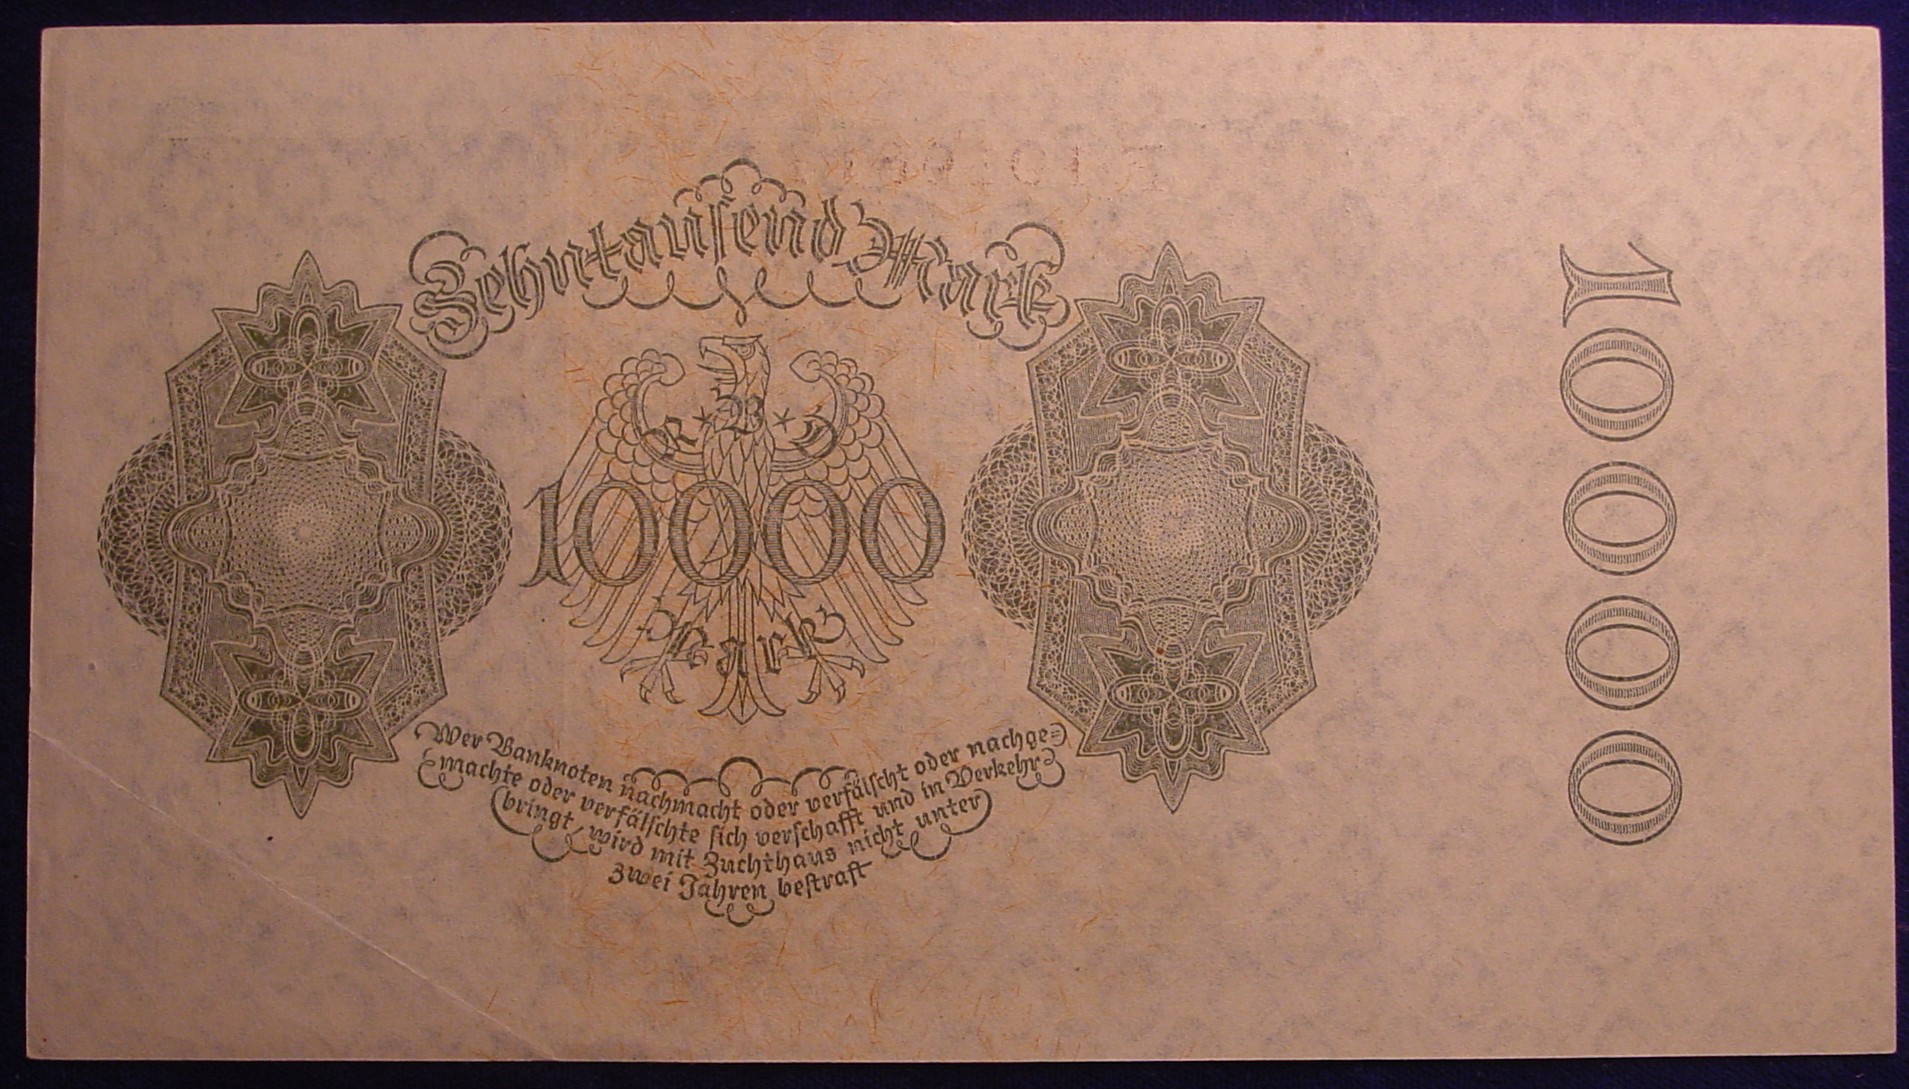 Zehntausend Mark
R * B * D
10000
Mark
Wer Banknoten nachmacht oder verfälscht oder nachge=
machte oder verfälschte sich verschafft und in Verkehr
bringt, wird mit Zuchthaus nicht unter
zwei Jahren bestraft
10000